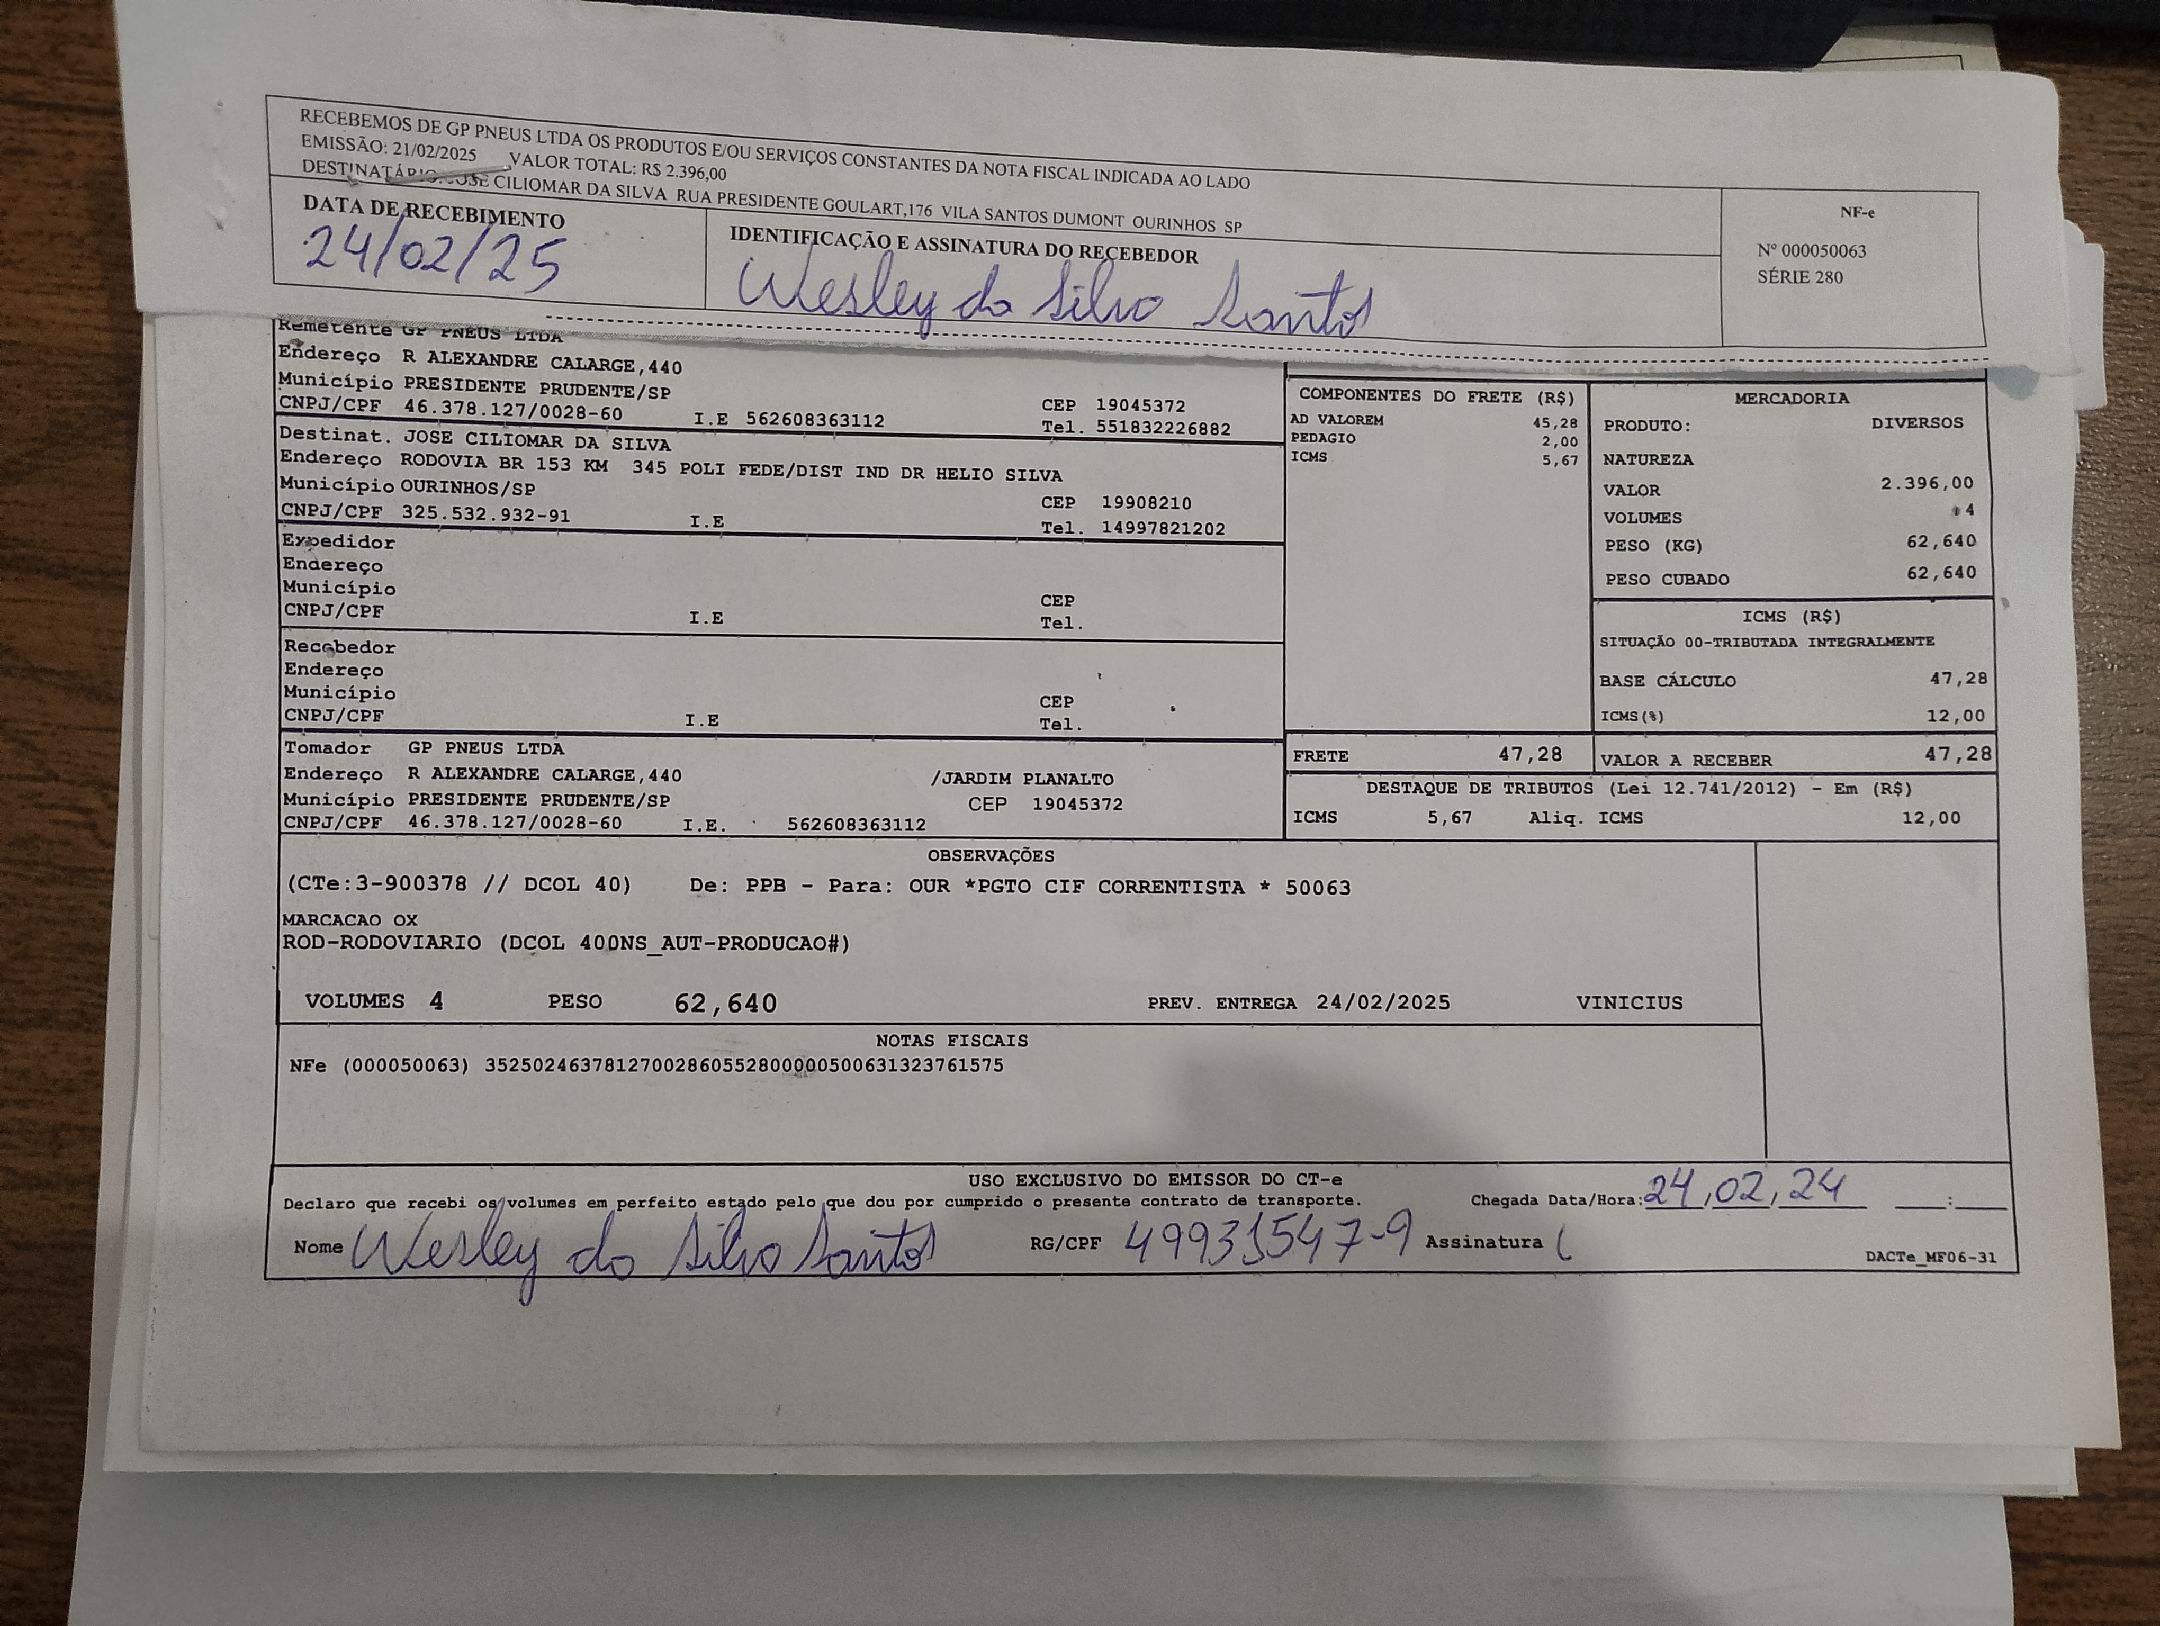 RECEBEMOS DE GP PNEUS LTDA OS PRODUTOS E/OU SERVIÇOS CONSTANTES DA NOTA FISCAL INDICADA AO LADO
EMISSÃO: 21/02/2025 VALOR TOTAL: R$ 2.396,00
DESTINATÁRIO: JOSE CILIOMAR DA SILVA RUA PRESIDENTE GOULART,176 VILA SANTOS DUMONT OURINHOS SP
NF-e
Nº 000050063
SÉRIE 280
DATA DE RECEBIMENTO
24/02/25
IDENTIFICAÇÃO E ASSINATURA DO RECEBEDOR
Wesley da Silva Santos
Remetente GP PNEUS LTDA
Endereço R ALEXANDRE CALARGE,440
Município PRESIDENTE PRUDENTE/SP
CEP 19045372
CNPJ/CPF 46.378.127/0028-60 I.E 562608363112 Tel. 551832226882
Destinat. JOSE CILIOMAR DA SILVA
Endereço RODOVIA BR 153 KM 345 POLI FEDE/DIST IND DR HELIO SILVA
Município OURINHOS/SP CEP 19908210
CNPJ/CPF 325.532.932-91 I.E Tel. 14997821202
Expedidor
Endereço
Município CEP
CNPJ/CPF I.E Tel.
Recebedor
Endereço
Município CEP
CNPJ/CPF I.E Tel.
Tomador GP PNEUS LTDA
Endereço R ALEXANDRE CALARGE,440 /JARDIM PLANALTO
Município PRESIDENTE PRUDENTE/SP CEP 19045372
CNPJ/CPF 46.378.127/0028-60 I.E. 562608363112
COMPONENTES DO FRETE (R$)
AD VALOREM 45,28
PEDAGIO 2,00
ICMS 5,67
MERCADORIA
PRODUTO: DIVERSOS
NATUREZA
VALOR 2.396,00
VOLUMES 4
PESO (KG) 62,640
PESO CUBADO 62,640
ICMS (R$)
SITUAÇÃO 00-TRIBUTADA INTEGRALMENTE
BASE CÁLCULO 47,28
ICMS(%) 12,00
FRETE 47,28 VALOR A RECEBER 47,28
DESTAQUE DE TRIBUTOS (Lei 12.741/2012) - Em (R$)
ICMS 5,67 Aliq. ICMS 12,00
OBSERVAÇÕES
(CTe:3-900378 // DCOL 40) De: PPB - Para: OUR *PGTO CIF CORRENTISTA * 50063
MARCACAO OX
ROD-RODOVIARIO (DCOL 400NS_AUT-PRODUCAO#)
VOLUMES 4 PESO 62,640 PREV. ENTREGA 24/02/2025 VINICIUS
NOTAS FISCAIS
NFe (000050063) 35250246378127002860552800000500631323761575
USO EXCLUSIVO DO EMISSOR DO CT-e
Declaro que recebi os volumes em perfeito estado pelo que dou por cumprido o presente contrato de transporte. Chegada Data/Hora: 24,02,24 :
Nome Wesley da Silva Santos RG/CPF 49931547-9 Assinatura (
DACTe_MF06-31